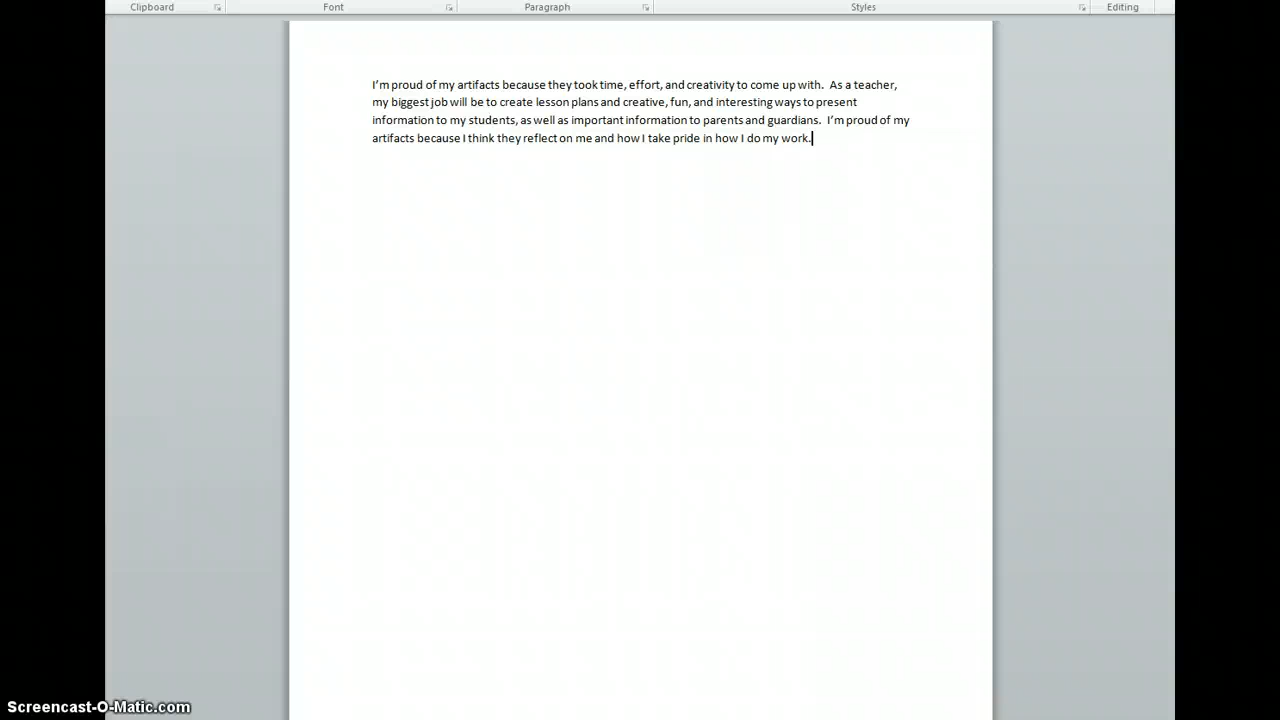 Clipboard Font Paragraph Styles Editing
I'm proud of my artifacts because they took time, effort, and creativity to come up with.  As a teacher,
my biggest job will be to create lesson plans and creative, fun, and interesting ways to present
information to my students, as well as important information to parents and guardians.  I'm proud of my
artifacts because I think they reflect on me and how I take pride in how I do my work.
Screencast-O-Matic.com